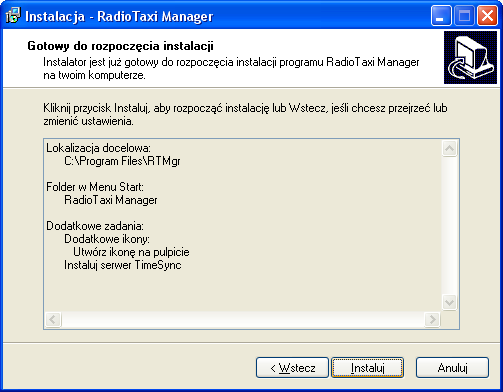 Instalacja - RadioTaxi Manager
Gotowy do rozpoczęcia instalacji
Instalator jest już gotowy do rozpoczęcia instalacji programu RadioTaxi Manager
na twoim komputerze.
Kliknij przycisk Instaluj, aby rozpocząć instalację lub Wstecz, jeśli chcesz przejrzeć lub
zmienić ustawienia.
Lokalizacja docelowa:
C:\Program Files\RTMgr
Folder w Menu Start:
RadioTaxi Manager
Dodatkowe zadania:
Dodatkowe ikony:
Utwórz ikonę na pulpicie
Instaluj serwer TimeSync
< Wstecz
Instaluj
Anuluj